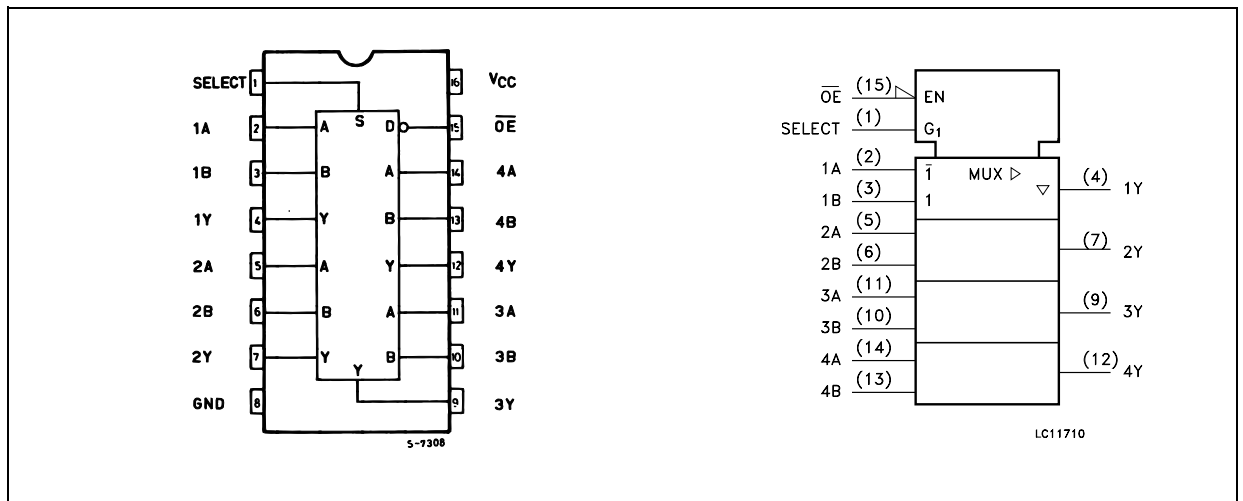 SELECT 1 16 VCC
S
1A 2 A D 15 O̅E̅
1B 3 B A 14 4A
1Y 4 Y B 13 4B
2A 5 A Y 12 4Y
2B 6 B A 11 3A
2Y 7 Y B 10 3B
Y
GND 8 9 3Y
S-7308
O̅E̅ (15) EN
SELECT (1) G1
1A (2) 1̅ MUX
1B (3) 1
(4) 1Y
2A (5)
2B (6)
(7) 2Y
3A (11)
3B (10)
(9) 3Y
4A (14)
4B (13)
(12) 4Y
LC11710